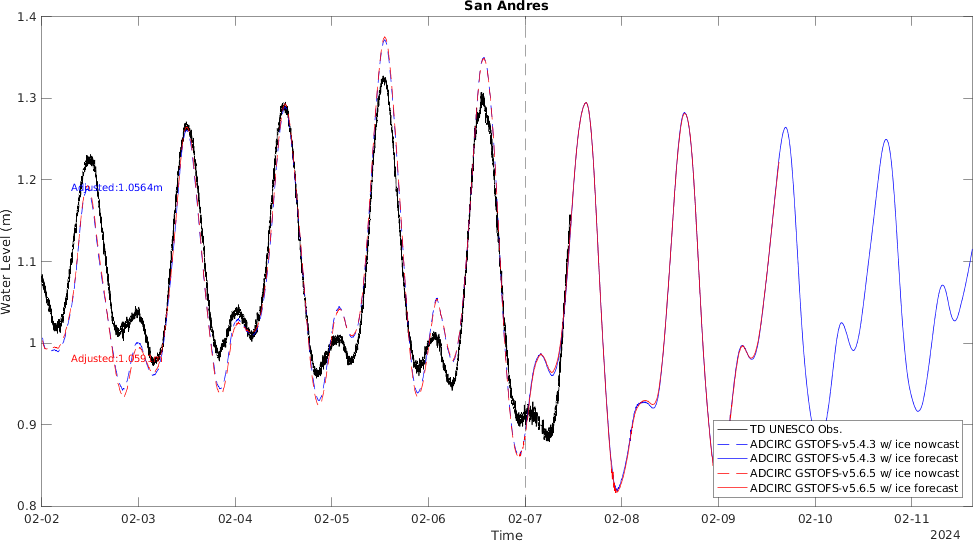 San Andres
1.4
1.3
1.2
1.1
1
0.9
0.8
Water Level (m)
Adjusted:1.0564m
Adjusted:1.059
TD UNESCO Obs.
ADCIRC GSTOFS-v5.4.3 w/ ice nowcast
ADCIRC GSTOFS-v5.4.3 w/ ice forecast
ADCIRC GSTOFS-v5.6.5 w/ ice nowcast
ADCIRC GSTOFS-v5.6.5 w/ ice forecast
02-02 02-03 02-04 02-05 02-06 02-07 02-08 02-09 02-10 02-11
Time
2024